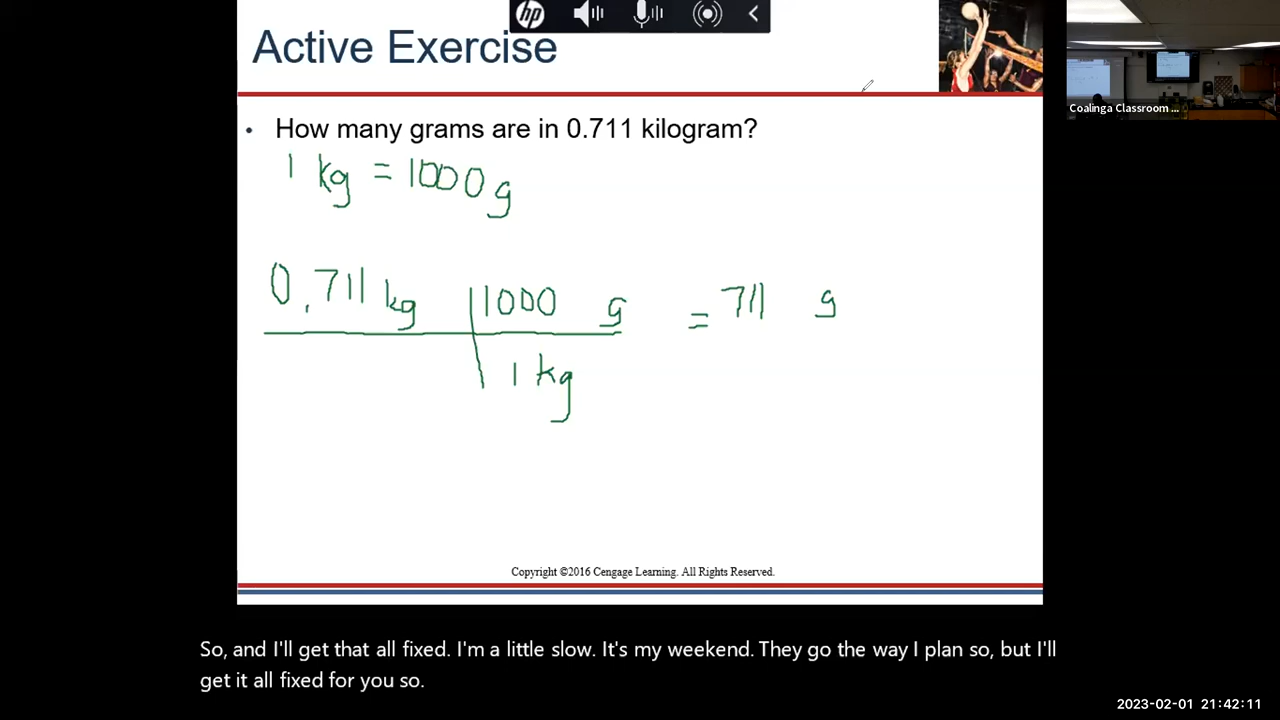 hp
Active Exercise
Coalinga Classroom ...
• How many grams are in 0.711 kilogram?
1 kg = 1000 g
0.711 kg | 1000 g = 711 g
1 kg
Copyright ©2016 Cengage Learning. All Rights Reserved.
So, and I'll get that all fixed. I'm a little slow. It's my weekend. They go the way I plan so, but I'll
get it all fixed for you so.
2023-02-01 21:42:11